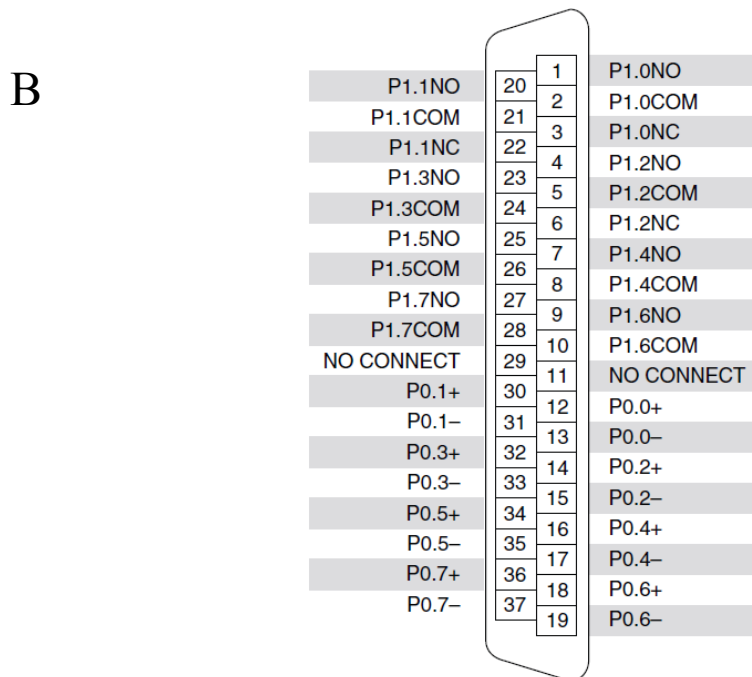 B
P1.1NO 20
P1.1COM 21
P1.1NC 22
P1.3NO 23
P1.3COM 24
P1.5NO 25
P1.5COM 26
P1.7NO 27
P1.7COM 28
NO CONNECT 29
P0.1+ 30
P0.1– 31
P0.3+ 32
P0.3– 33
P0.5+ 34
P0.5– 35
P0.7+ 36
P0.7– 37
1 P1.0NO
2 P1.0COM
3 P1.0NC
4 P1.2NO
5 P1.2COM
6 P1.2NC
7 P1.4NO
8 P1.4COM
9 P1.6NO
10 P1.6COM
11 NO CONNECT
12 P0.0+
13 P0.0–
14 P0.2+
15 P0.2–
16 P0.4+
17 P0.4–
18 P0.6+
19 P0.6–